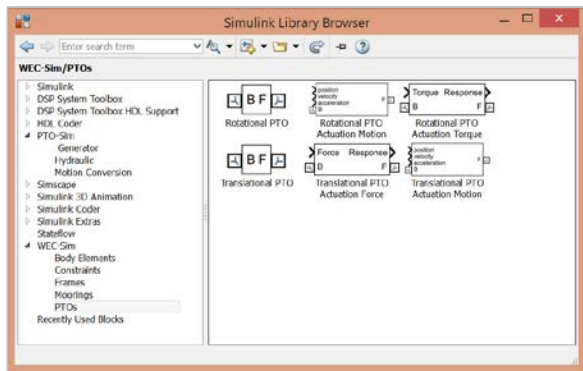 Simulink Library Browser
Enter search term
WEC-Sim/PTOs
Simulink
DSP System Toolbox
DSP System Toolbox HDL Support
HDL Coder
PTO-Sim
Generator
Hydraulic
Motion Conversion
Simscape
Simulink 3D Animation
Simulink Coder
Simulink Extras
Stateflow
WEC-Sim
Body Elements
Constraints
Frames
Moorings
PTOs
Recently Used Blocks
B F
Rotational PTO
position
velocity
acceleration
B
F
Rotational PTO
Actuation Motion
Torque Response
B F
Rotational PTO
Actuation Torque
B F
Translational PTO
Force Response
B F
Translational PTO
Actuation Force
position
velocity
acceleration
B
F
Translational PTO
Actuation Motion